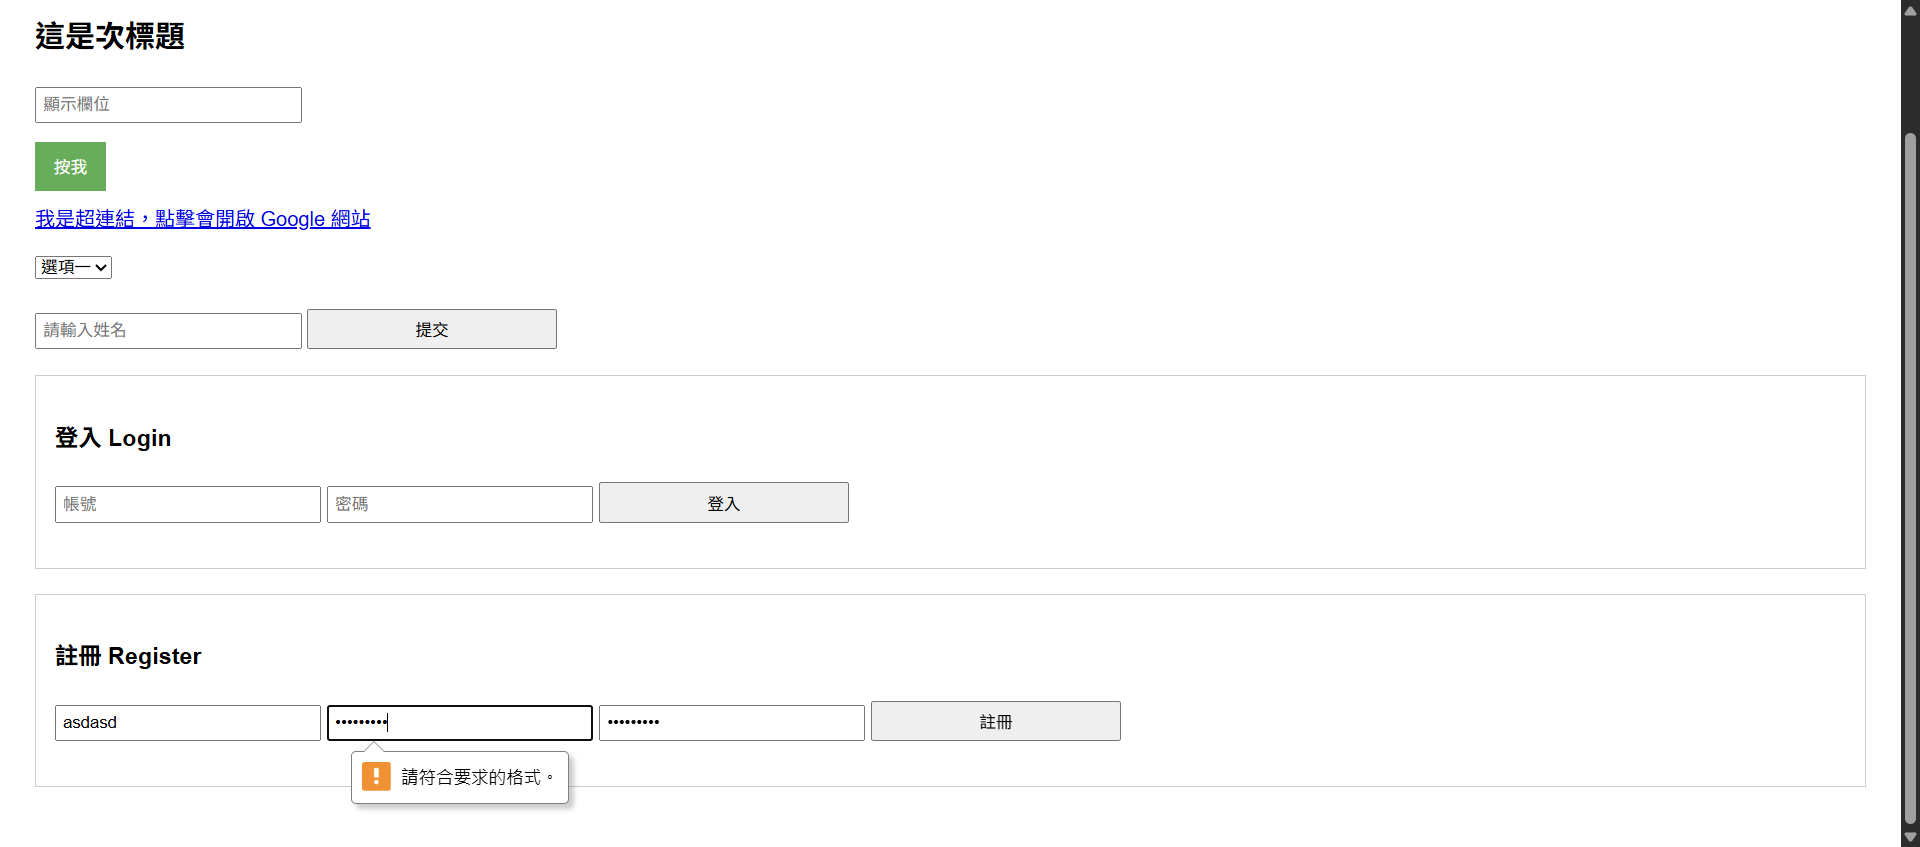 這是次標題
顯示欄位
按我
我是超連結，點擊會開啟 Google 網站
選項一
請輸入姓名 提交
登入 Login
帳號 密碼 登入
註冊 Register
asdasd ••••••••• ••••••••• 註冊
請符合要求的格式。